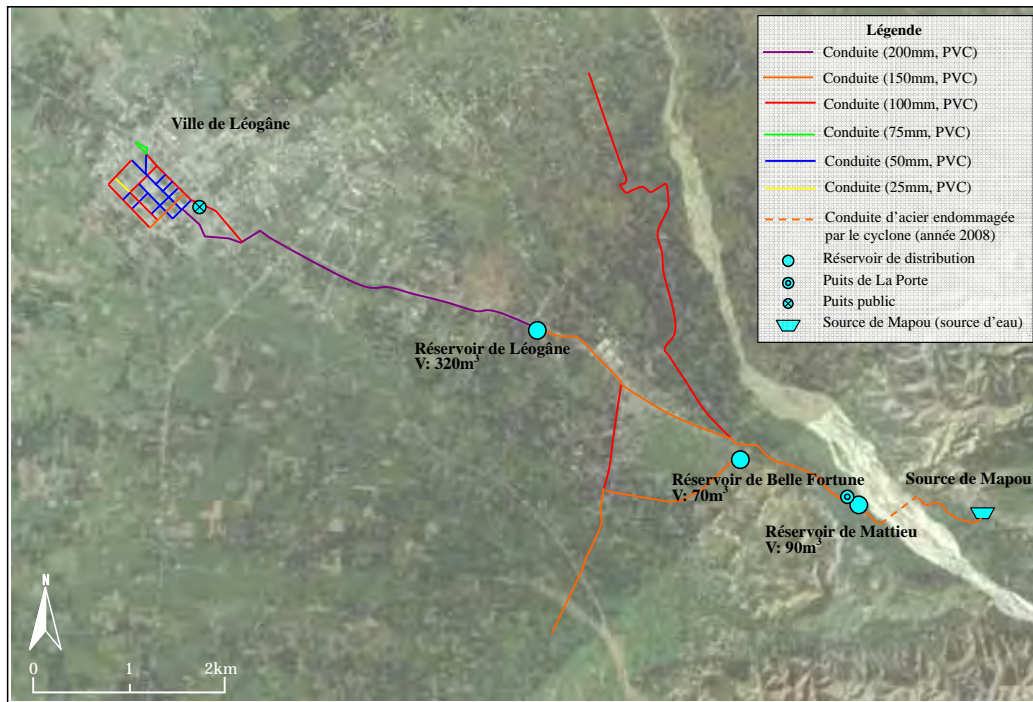 Légende
Conduite (200mm, PVC)
Conduite (150mm, PVC)
Conduite (100mm, PVC)
Conduite (75mm, PVC)
Conduite (50mm, PVC)
Conduite (25mm, PVC)
Conduite d'acier endommagée
par le cyclone (année 2008)
Réservoir de distribution
Puits de La Porte
Puits public
Source de Mapou (source d'eau)
Ville de Léogâne
Réservoir de Léogâne
V: 320m³
Réservoir de Belle Fortune
V: 70m³
Source de Mapou
Réservoir de Mattieu
V: 90m³
N
0 1 2km